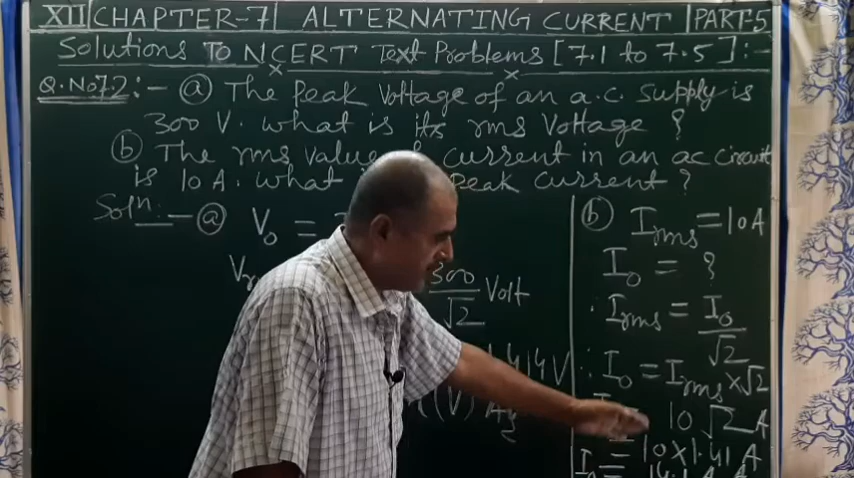 XII CHAPTER-7 ALTERNATING CURRENT PART-5
Solutions To NCERT Text Problems [7.1 to 7.5]:-
Q.No 7.2:- (a) The Peak Voltage of an a.c. supply is
300 V. what is its rms Voltage ?
(b) The rms value of current in an ac circuit
is 10 A. what Peak current ?
Soln.- (a) V₀ =
300/√2 Volt
(b) I_rms = 10A
I₀ = ?
∴ I_rms = I₀/√2
∴ I₀ = I_rms × √2
10√2 A
I₀ = 10×1.41 A
14.1 A